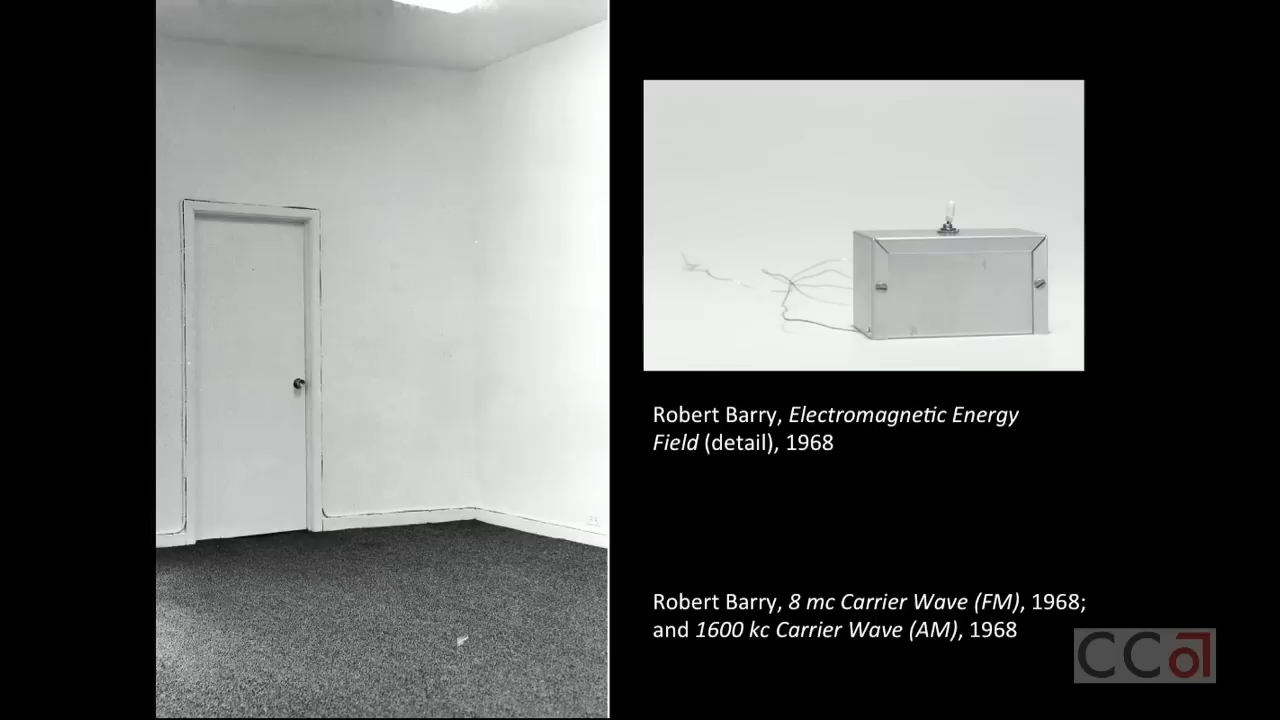 Robert Barry, Electromagnetic Energy
Field (detail), 1968
Robert Barry, 8 mc Carrier Wave (FM), 1968;
and 1600 kc Carrier Wave (AM), 1968
CCa